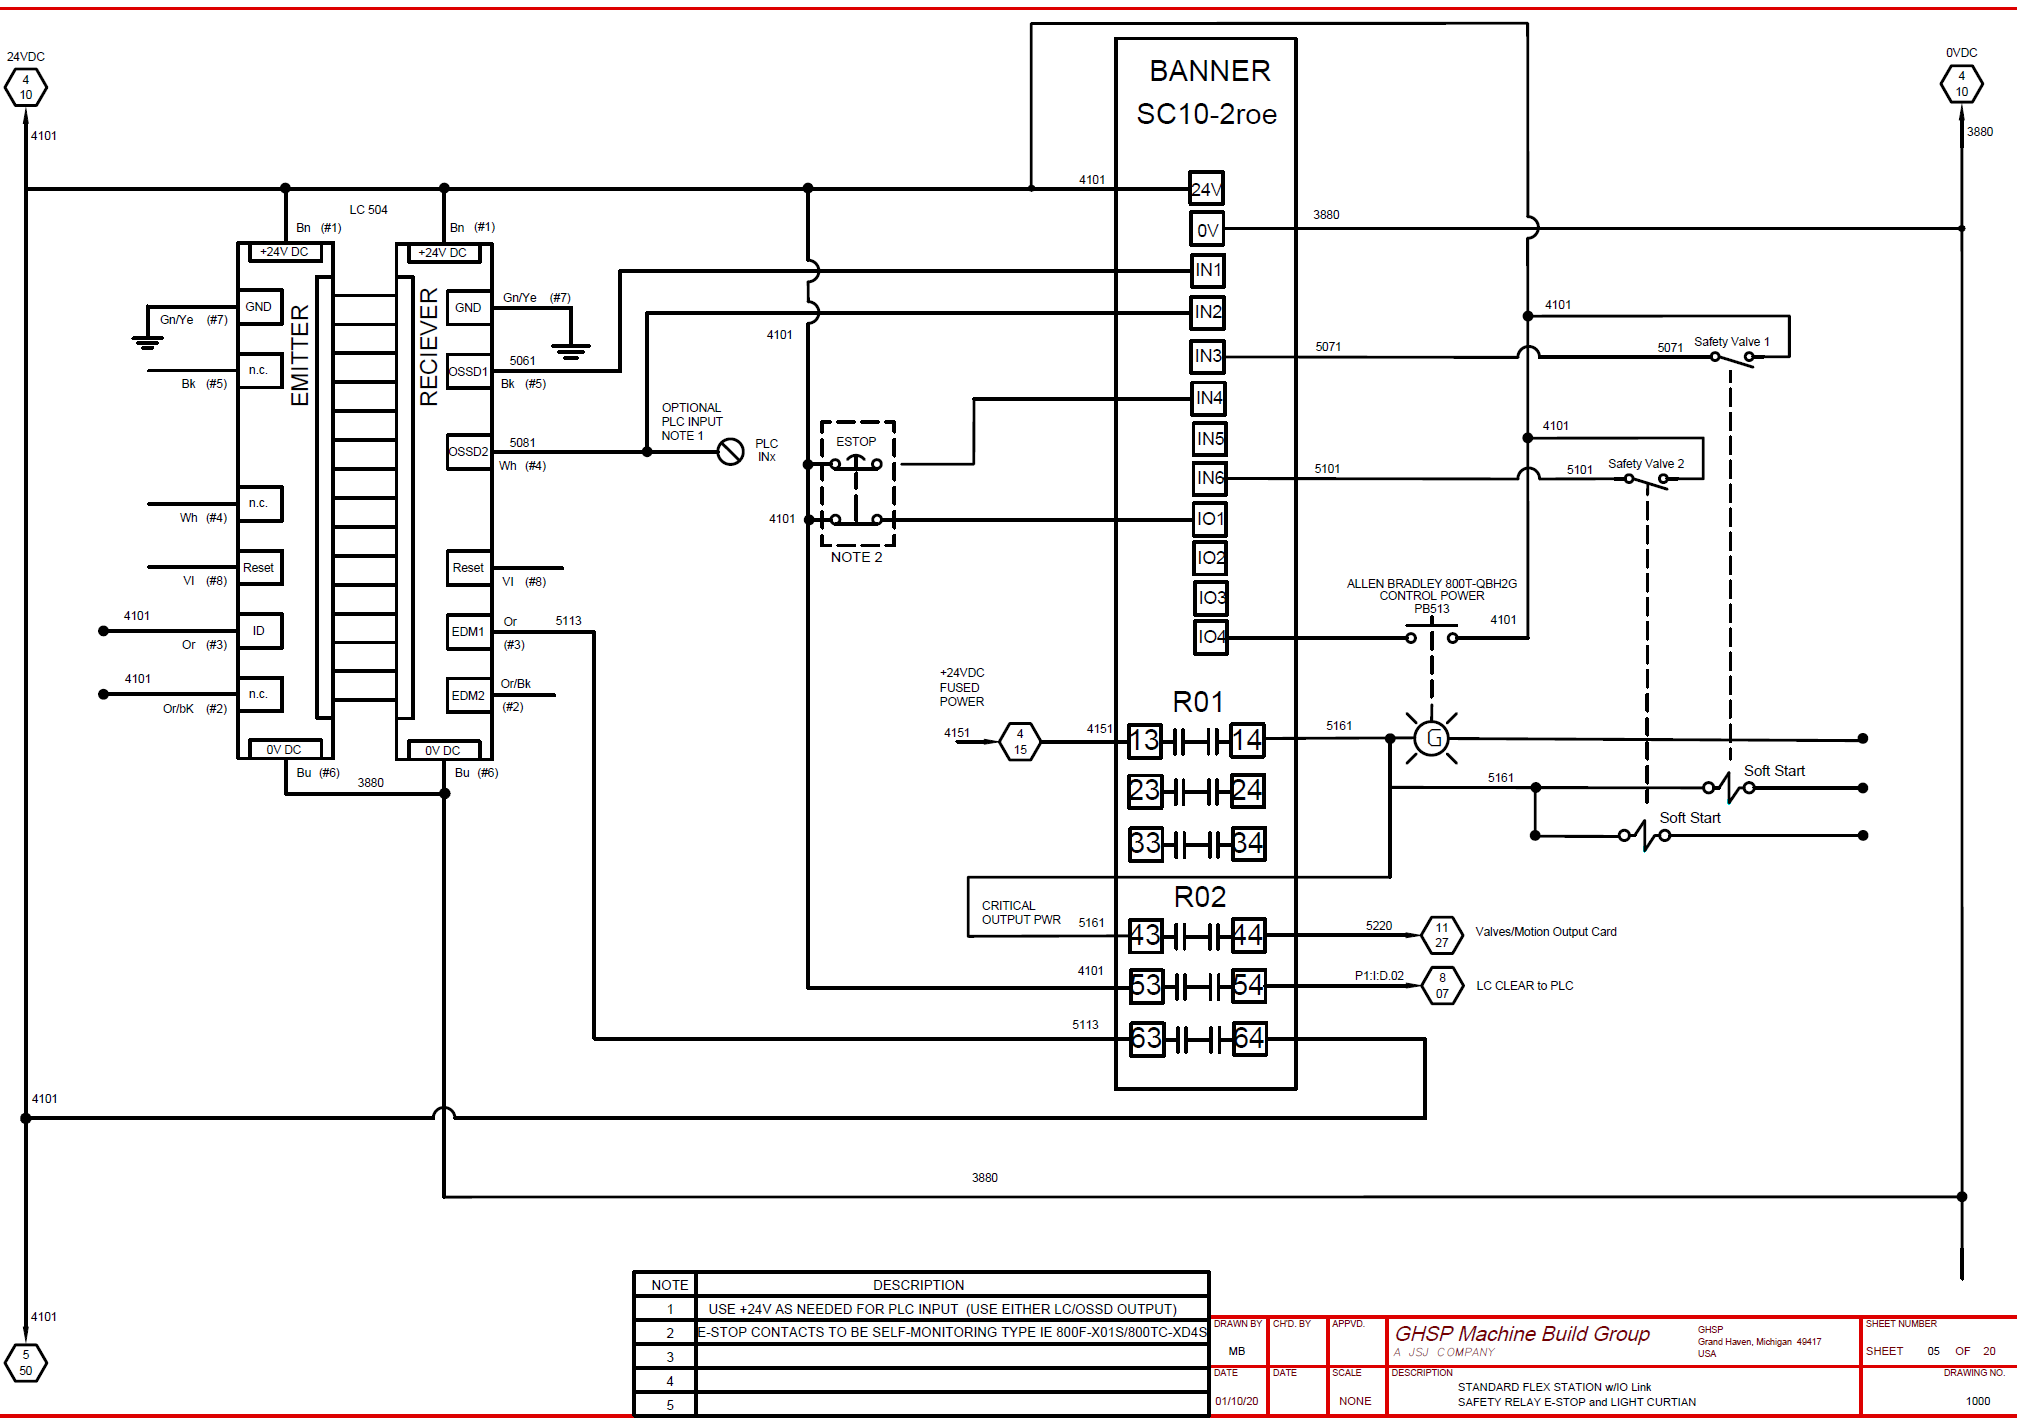 24VDC
4
10
4101
0VDC
4
10
3880
BANNER
SC10-2roe
4101
24V
0V
3880
IN1
IN2
IN3
IN4
IN5
IN6
IO1
IO2
IO3
IO4
LC 504
Bn (#1)
Bn (#1)
+24V DC
+24V DC
EMITTER
RECIEVER
GND
Gn/Ye (#7)
n.c.
Bk (#5)
n.c.
Wh (#4)
Reset
VI (#8)
4101
ID
Or (#3)
4101
n.c.
Or/bK (#2)
0V DC
Bu (#6)
3880
GND
Gn/Ye (#7)
OSSD1
5061
Bk (#5)
OSSD2
5081
Wh (#4)
Reset
VI (#8)
EDM1
Or
5113
(#3)
EDM2
Or/Bk
(#2)
0V DC
Bu (#6)
OPTIONAL
PLC INPUT
NOTE 1
PLC
INx
4101
ESTOP
4101
NOTE 2
4101
5071
5071
Safety Valve 1
4101
5101
5101
Safety Valve 2
ALLEN BRADLEY 800T-QBH2G
CONTROL POWER
PB513
4101
+24VDC
FUSED
POWER
4151
4
15
4151
R01
13
14
5161
G
23
24
5161
Soft Start
Soft Start
33
34
R02
CRITICAL
OUTPUT PWR
5161
43
44
5220
11
27
Valves/Motion Output Card
4101
53
54
P1:I:D.02
8
07
LC CLEAR to PLC
5113
63
64
4101
3880
4101
5
50
NOTE DESCRIPTION
1 USE +24V AS NEEDED FOR PLC INPUT (USE EITHER LC/OSSD OUTPUT)
2 E-STOP CONTACTS TO BE SELF-MONITORING TYPE IE 800F-X01S/800TC-XD4S
3
4
5
DRAWN BY
MB
CH'D. BY
APPVD.
DATE
01/10/20
DATE
SCALE
NONE
GHSP Machine Build Group
A JSJ COMPANY
GHSP
Grand Haven, Michigan 49417
USA
DESCRIPTION
STANDARD FLEX STATION w/IO Link
SAFETY RELAY E-STOP and LIGHT CURTIAN
SHEET NUMBER
SHEET 05 OF 20
DRAWING NO.
1000